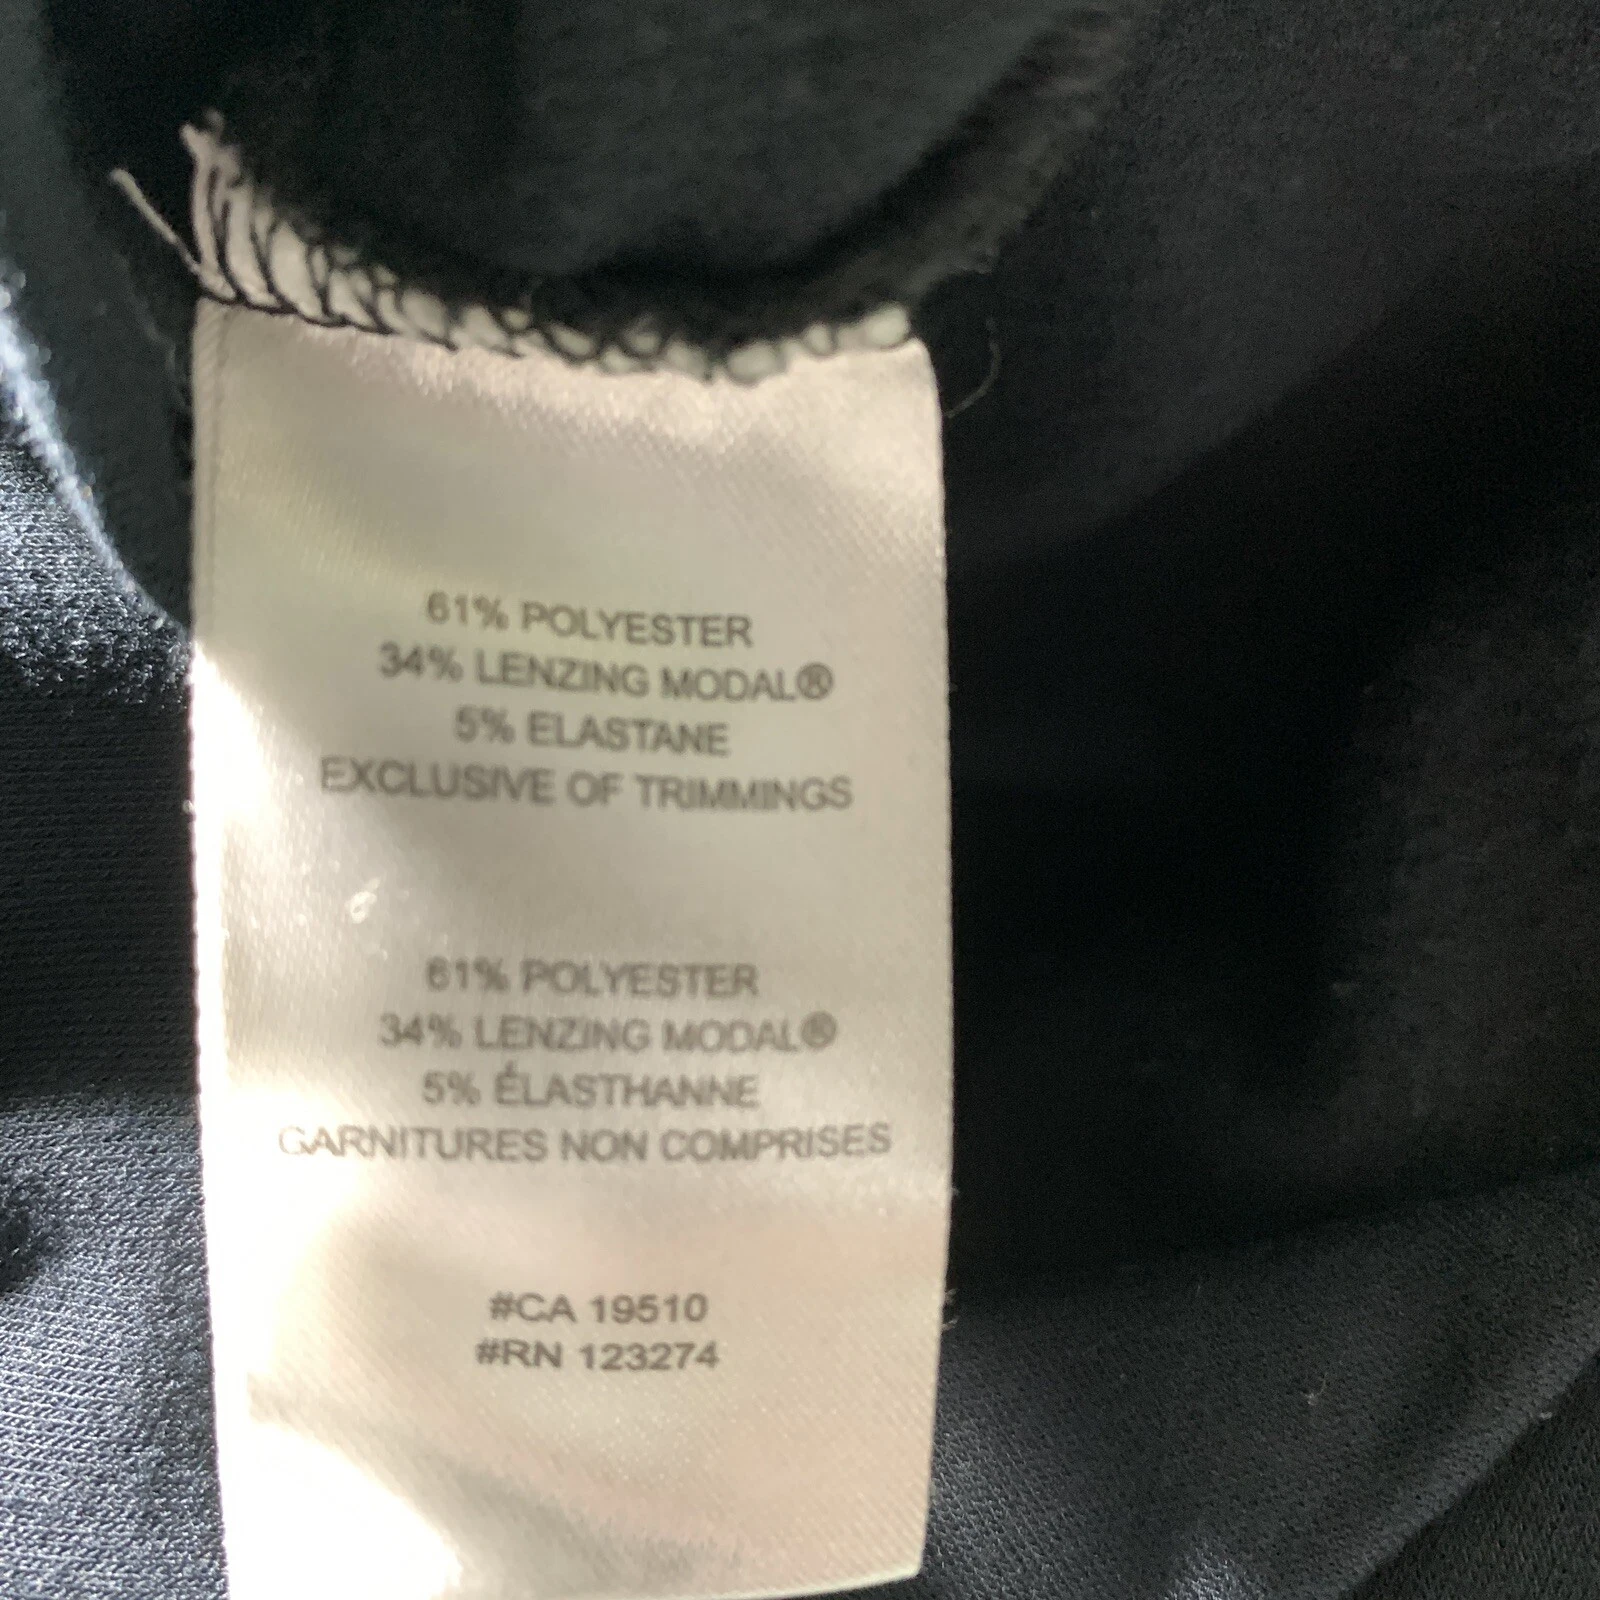 61% POLYESTER
34% LENZING MODAL®
5% ELASTANE
EXCLUSIVE OF TRIMMINGS
61% POLYESTER
34% LENZING MODAL®
5% ÉLASTHANNE
GARNITURES NON COMPRISES
#CA 19510
#RN 123274